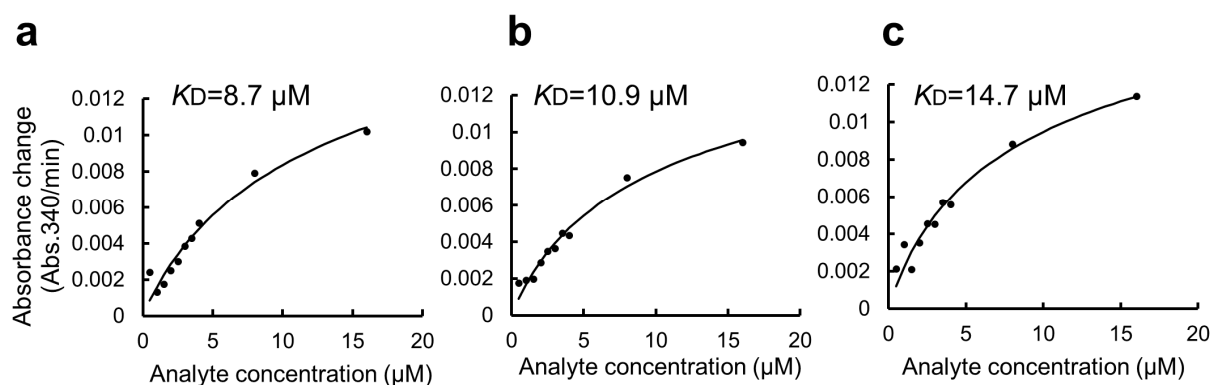 a
b
c
KD=8.7 µM
KD=10.9 µM
KD=14.7 µM
Absorbance change
(Abs.340/min)
0.012
0.01
0.008
0.006
0.004
0.002
0
0 5 10 15 20
Analyte concentration (µM)
0.012
0.01
0.008
0.006
0.004
0.002
0
0 5 10 15 20
Analyte concentration (µM)
0.012
0.01
0.008
0.006
0.004
0.002
0
0 5 10 15 20
Analyte concentration (µM)